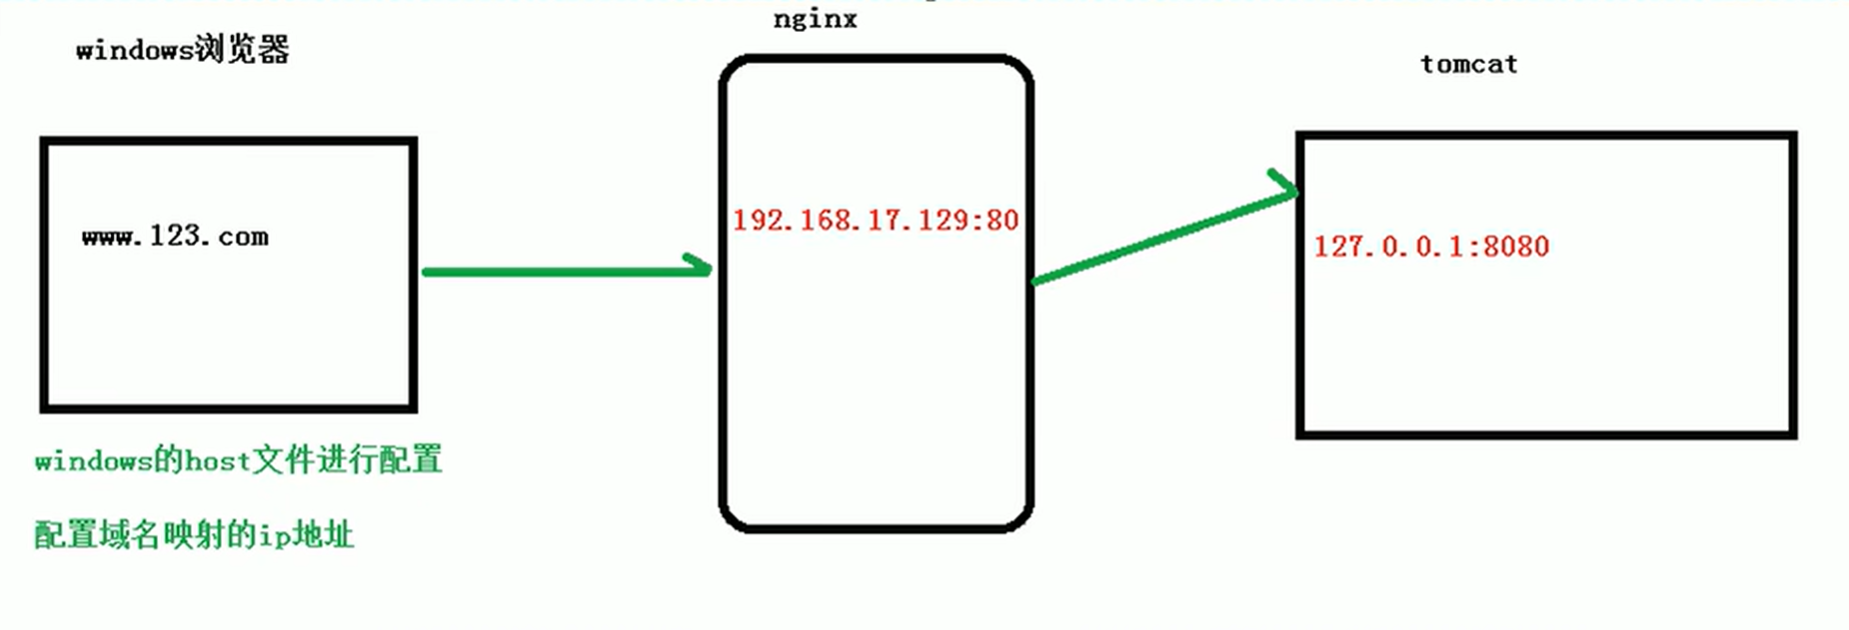 windows浏览器
www.123.com
windows的host文件进行配置
配置域名映射的ip地址
nginx
192.168.17.129:80
tomcat
127.0.0.1:8080